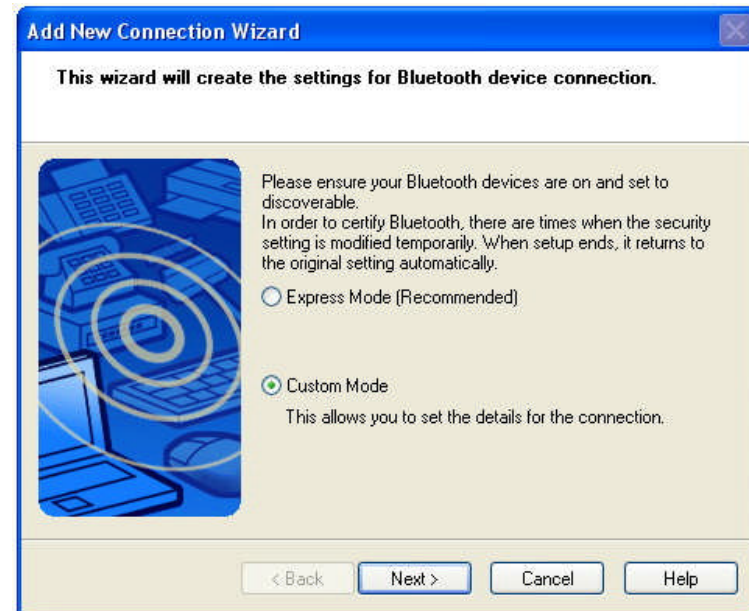 Add New Connection Wizard
This wizard will create the settings for Bluetooth device connection.
Please ensure your Bluetooth devices are on and set to
discoverable.
In order to certify Bluetooth, there are times when the security
setting is modified temporarily. When setup ends, it returns to
the original setting automatically.
Express Mode (Recommended)
Custom Mode
This allows you to set the details for the connection.
< Back
Next >
Cancel
Help